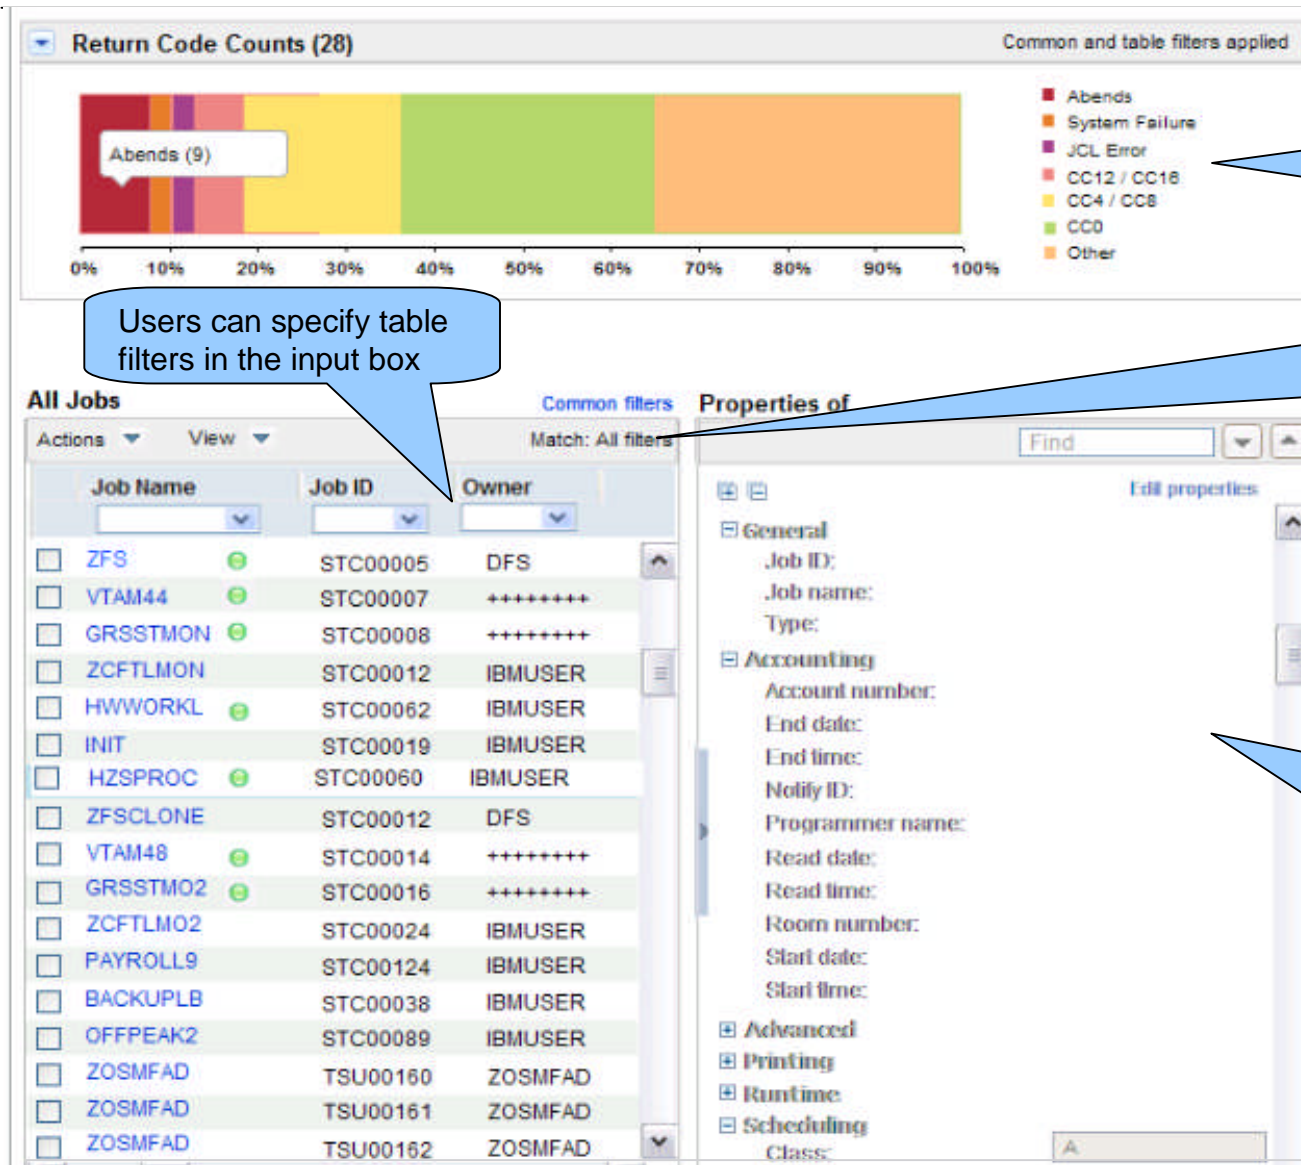 Return Code Counts (28)
Common and table filters applied
Abends (9)
Abends
System Failure
JCL Error
CC12 / CC16
CC4 / CC8
CC0
Other
0% 10% 20% 30% 40% 50% 60% 70% 80% 90% 100%
Users can specify table
filters in the input box
All Jobs
Common filters
Actions View Match: All filters
Job Name Job ID Owner
ZFS STC00005 DFS
VTAM44 STC00007 ++++++++
GRSSTMON STC00008 ++++++++
ZCFTLMON STC00012 IBMUSER
HWWORKL STC00062 IBMUSER
INIT STC00019 IBMUSER
HZSPROC STC00060 IBMUSER
ZFSCLONE STC00012 DFS
VTAM48 STC00014 ++++++++
GRSSTMO2 STC00016 ++++++++
ZCFTLMO2 STC00024 IBMUSER
PAYROLL9 STC00124 IBMUSER
BACKUPLB STC00038 IBMUSER
OFFPEAK2 STC00089 IBMUSER
ZOSMFAD TSU00160 ZOSMFAD
ZOSMFAD TSU00161 ZOSMFAD
ZOSMFAD TSU00162 ZOSMFAD
Properties of
Find
Edit properties
General
Job ID:
Job name:
Type:
Accounting
Account number:
End date:
End time:
Notify ID:
Programmer name:
Read date:
Read time:
Room number:
Start date:
Start time:
Advanced
Printing
Runtime
Scheduling
Class: A